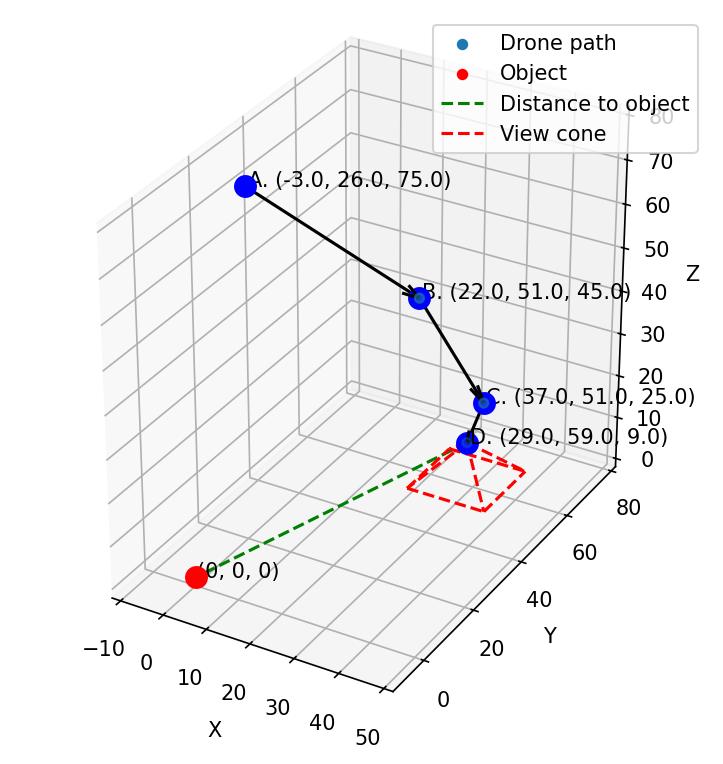 Drone path
Object
Distance to object
View cone
A. (-3.0, 26.0, 75.0)
B. (22.0, 51.0, 45.0)
C. (37.0, 51.0, 25.0)
D. (29.0, 59.0, 9.0)
(0, 0, 0)
80
70
60
50
40
30
20
10
0
Z
80
60
40
20
0
Y
−10
0
10
20
30
40
50
X